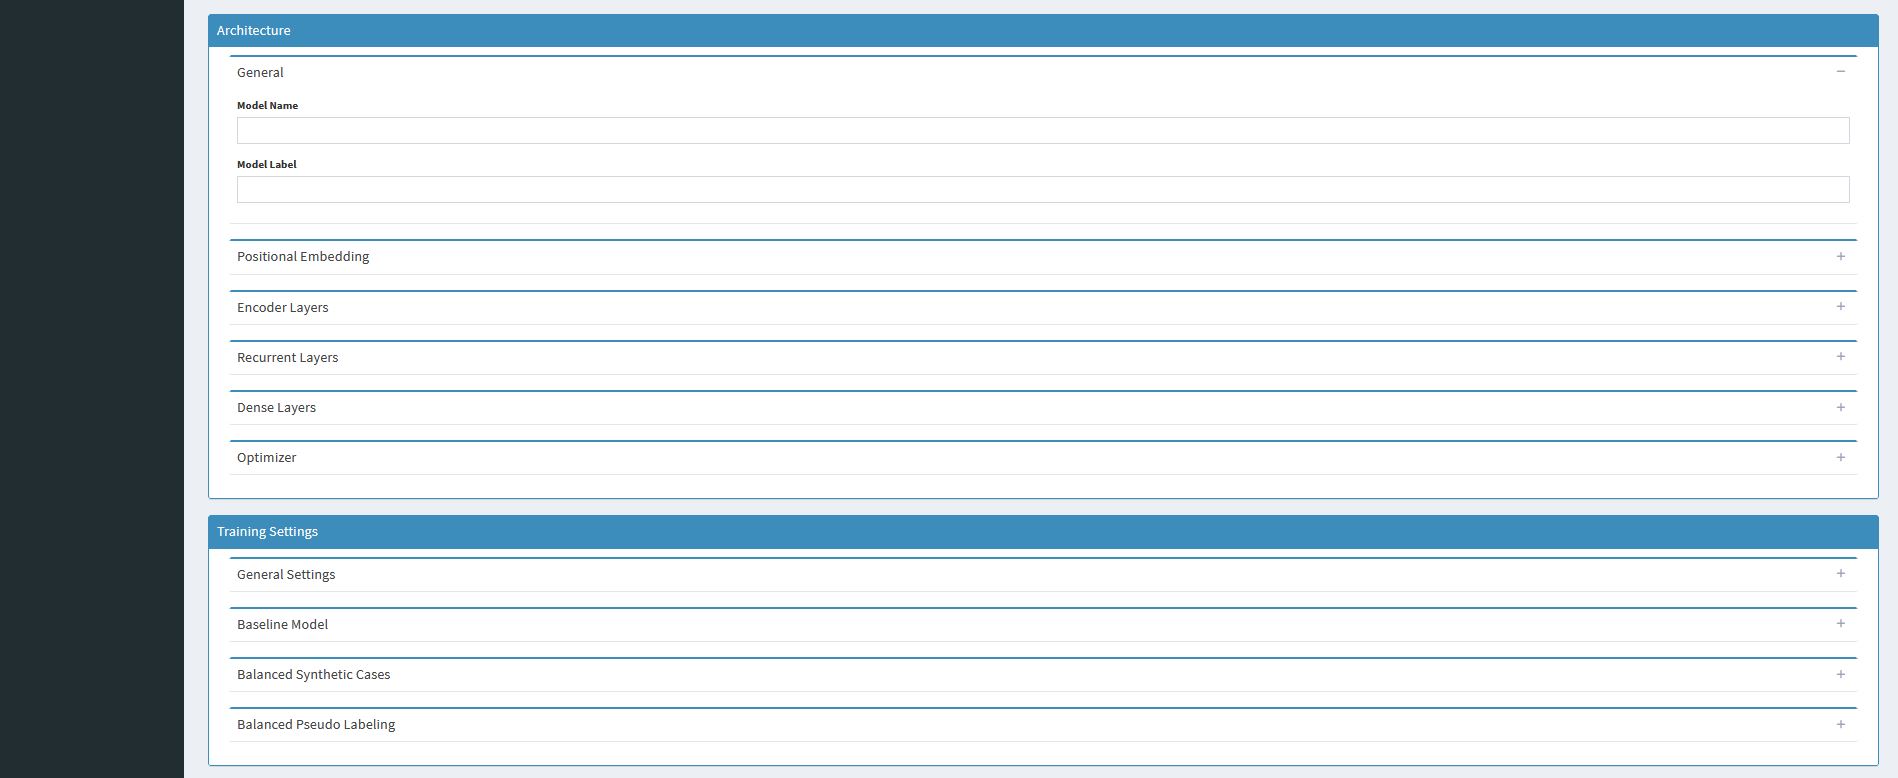 Architecture
General
Model Name
Model Label
Positional Embedding
Encoder Layers
Recurrent Layers
Dense Layers
Optimizer
Training Settings
General Settings
Baseline Model
Balanced Synthetic Cases
Balanced Pseudo Labeling